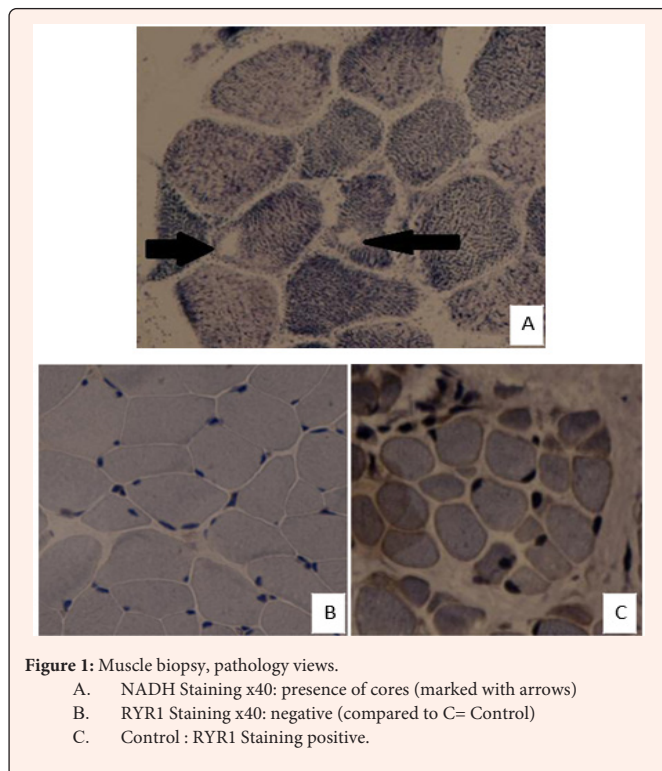 A
B
C
Figure 1: Muscle biopsy, pathology views.
A. NADH Staining x40: presence of cores (marked with arrows)
B. RYR1 Staining x40: negative (compared to C= Control)
C. Control : RYR1 Staining positive.